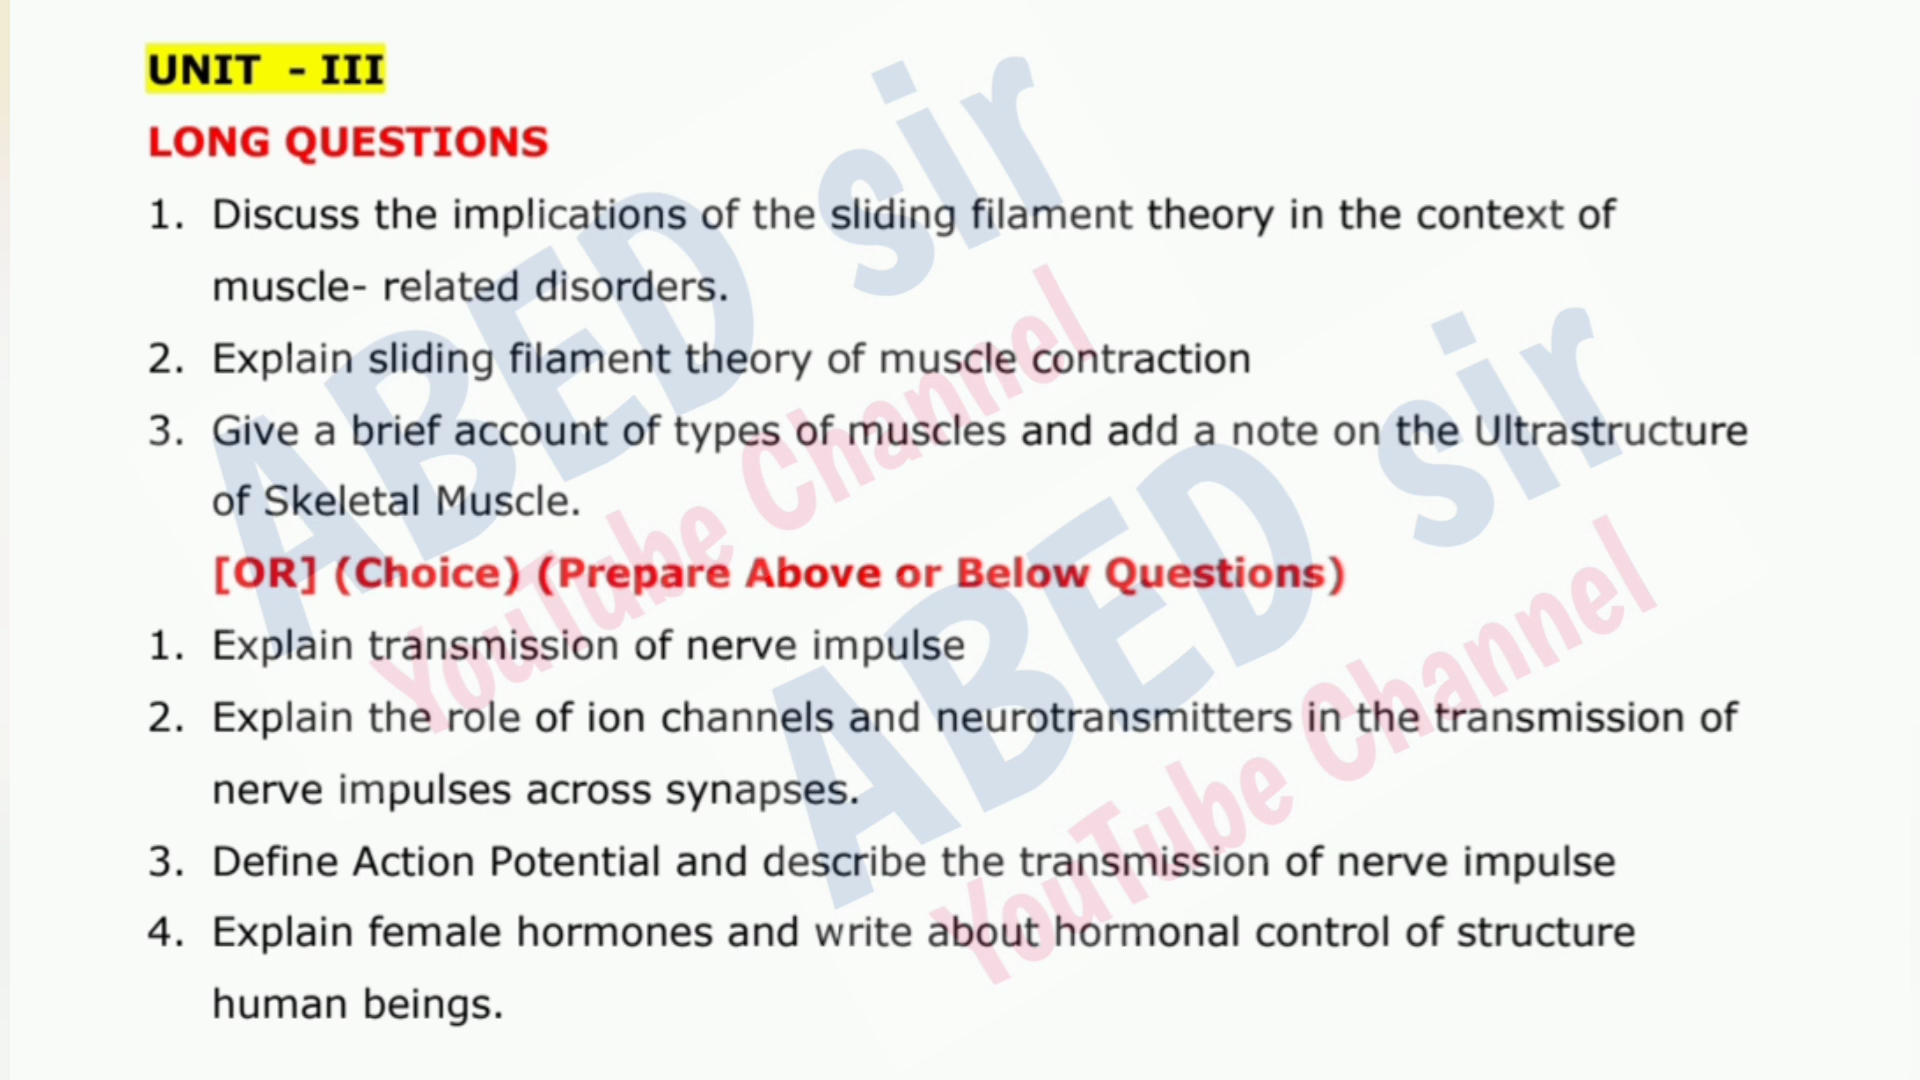 UNIT - III
LONG QUESTIONS
1. Discuss the implications of the sliding filament theory in the context of
muscle- related disorders.
2. Explain sliding filament theory of muscle contraction
3. Give a brief account of types of muscles and add a note on the Ultrastructure
of Skeletal Muscle.
[OR] (Choice) (Prepare Above or Below Questions)
1. Explain transmission of nerve impulse
2. Explain the role of ion channels and neurotransmitters in the transmission of
nerve impulses across synapses.
3. Define Action Potential and describe the transmission of nerve impulse
4. Explain female hormones and write about hormonal control of structure
human beings.
ABED sir
YouTube Channel
ABED sir
YouTube Channel